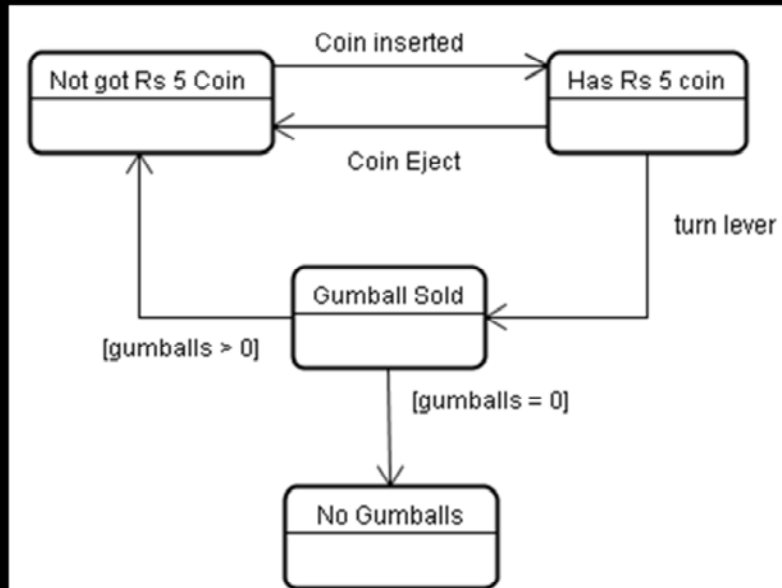 Coin inserted
Not got Rs 5 Coin
Has Rs 5 coin
Coin Eject
turn lever
Gumball Sold
[gumballs > 0]
[gumballs = 0]
No Gumballs